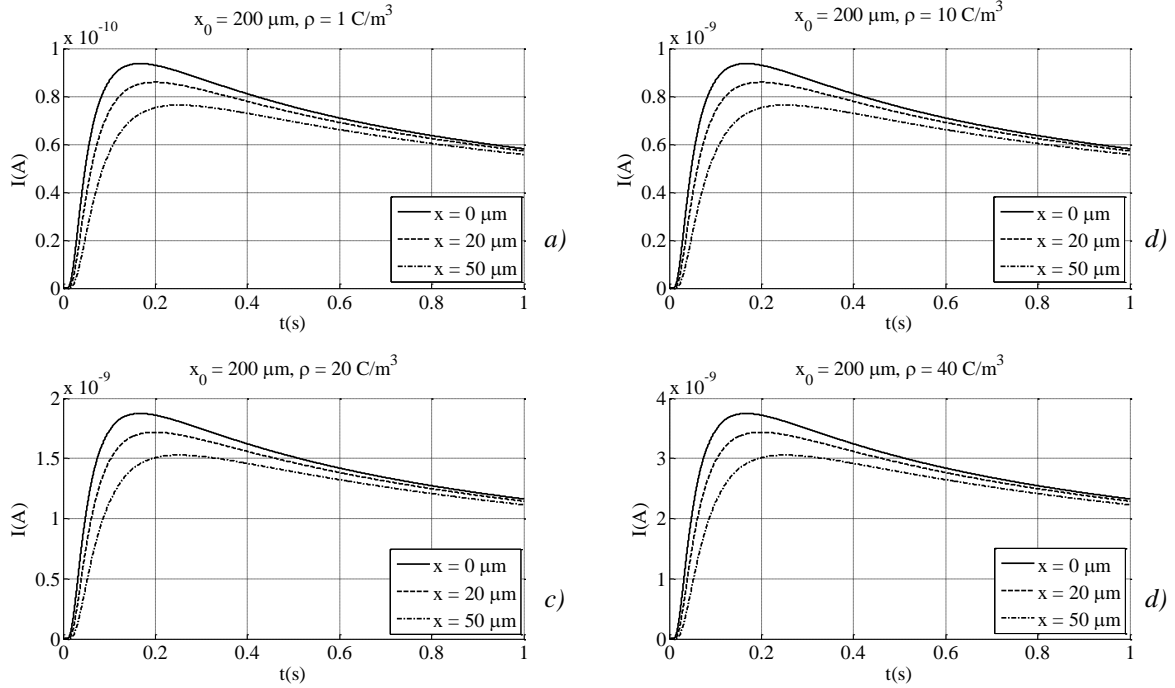 x₀ = 200 μm, ρ = 1 C/m³
x 10⁻¹⁰
1
0.8
0.6
0.4
0.2
0
I(A)
0 0.2 0.4 0.6 0.8 1
t(s)
x = 0 μm
x = 20 μm
x = 50 μm
a)
x₀ = 200 μm, ρ = 10 C/m³
x 10⁻⁹
1
0.8
0.6
0.4
0.2
0
I(A)
0 0.2 0.4 0.6 0.8 1
t(s)
x = 0 μm
x = 20 μm
x = 50 μm
d)
x₀ = 200 μm, ρ = 20 C/m³
x 10⁻⁹
2
1.5
1
0.5
0
I(A)
0 0.2 0.4 0.6 0.8 1
t(s)
x = 0 μm
x = 20 μm
x = 50 μm
c)
x₀ = 200 μm, ρ = 40 C/m³
x 10⁻⁹
4
3
2
1
0
I(A)
0 0.2 0.4 0.6 0.8 1
t(s)
x = 0 μm
x = 20 μm
x = 50 μm
d)